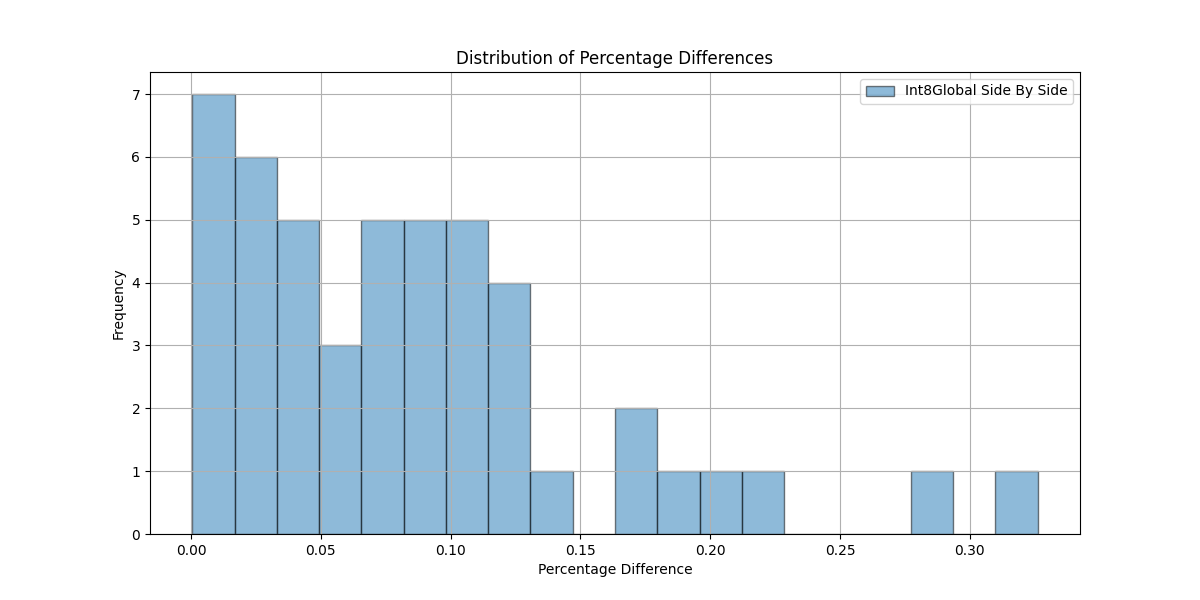 Distribution of Percentage Differences
Int8Global Side By Side
7
6
5
4
3
2
1
0
Frequency
0.00 0.05 0.10 0.15 0.20 0.25 0.30
Percentage Difference